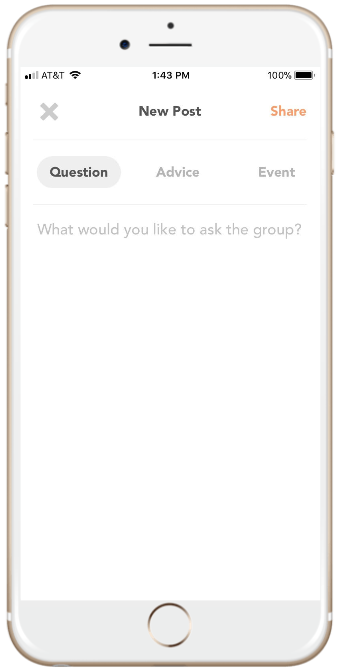 AT&T 1:43 PM 100%
New Post Share
Question Advice Event
What would you like to ask the group?